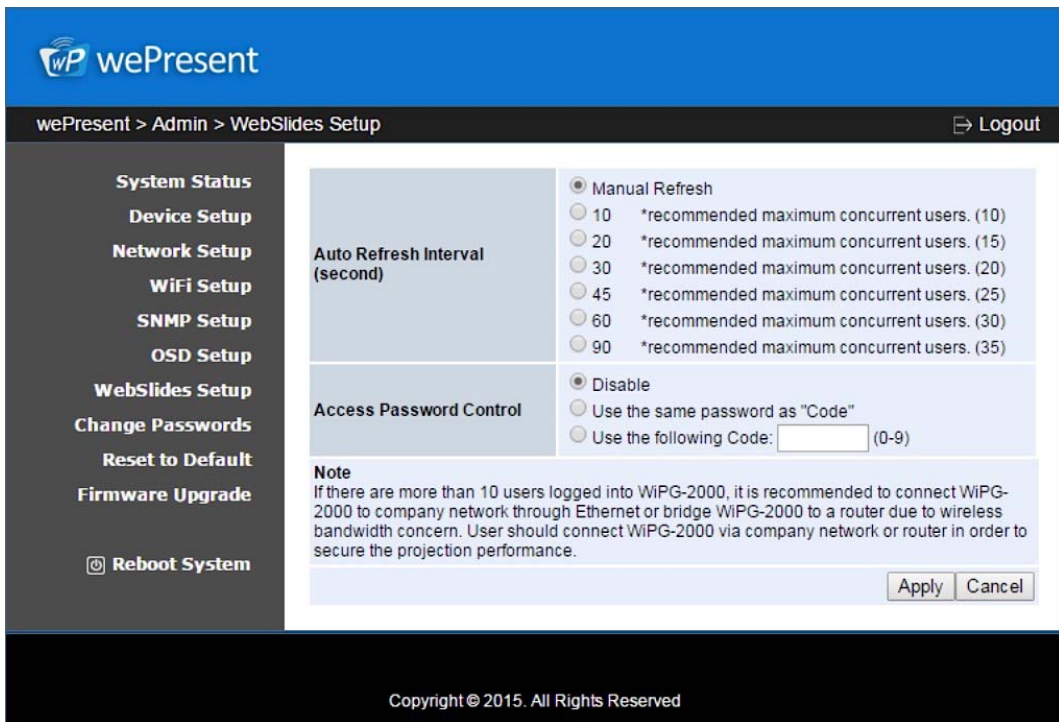 wP wePresent
wePresent > Admin > WebSlides Setup
Logout
System Status
Device Setup
Network Setup
WiFi Setup
SNMP Setup
OSD Setup
WebSlides Setup
Change Passwords
Reset to Default
Firmware Upgrade
Reboot System
Auto Refresh Interval
(second)
Manual Refresh
10 *recommended maximum concurrent users. (10)
20 *recommended maximum concurrent users. (15)
30 *recommended maximum concurrent users. (20)
45 *recommended maximum concurrent users. (25)
60 *recommended maximum concurrent users. (30)
90 *recommended maximum concurrent users. (35)
Access Password Control
Disable
Use the same password as "Code"
Use the following Code: (0-9)
Note
If there are more than 10 users logged into WiPG-2000, it is recommended to connect WiPG-
2000 to company network through Ethernet or bridge WiPG-2000 to a router due to wireless
bandwidth concern. User should connect WiPG-2000 via company network or router in order to
secure the projection performance.
Apply Cancel
Copyright © 2015. All Rights Reserved